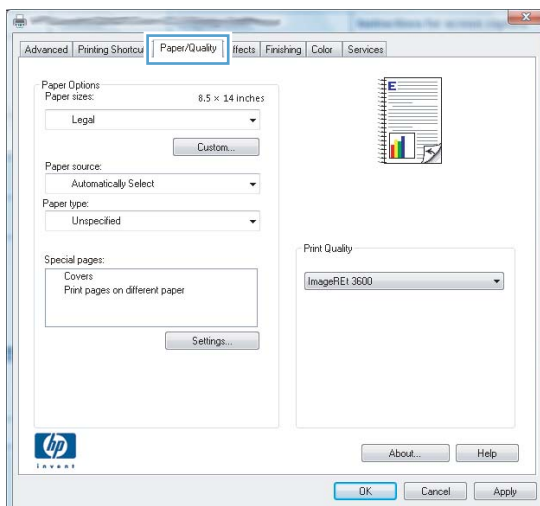 Advanced Printing Shortcu Paper/Quality ffects Finishing Color Services
Paper Options
Paper sizes: 8.5 × 14 inches
Legal
Custom...
Paper source:
Automatically Select
Paper type:
Unspecified
Special pages:
Covers
Print pages on different paper
Settings...
E
Print Quality
ImageREt 3600
hp
invent
About... Help
OK Cancel Apply